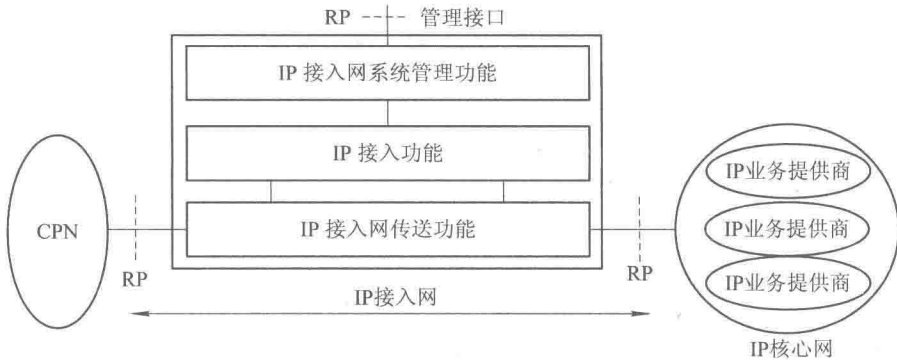 RP 管理接口
IP 接入网系统管理功能
IP 接入功能
IP 接入网传送功能
CPN
RP
RP
IP接入网
IP业务提供商
IP业务提供商
IP业务提供商
IP核心网